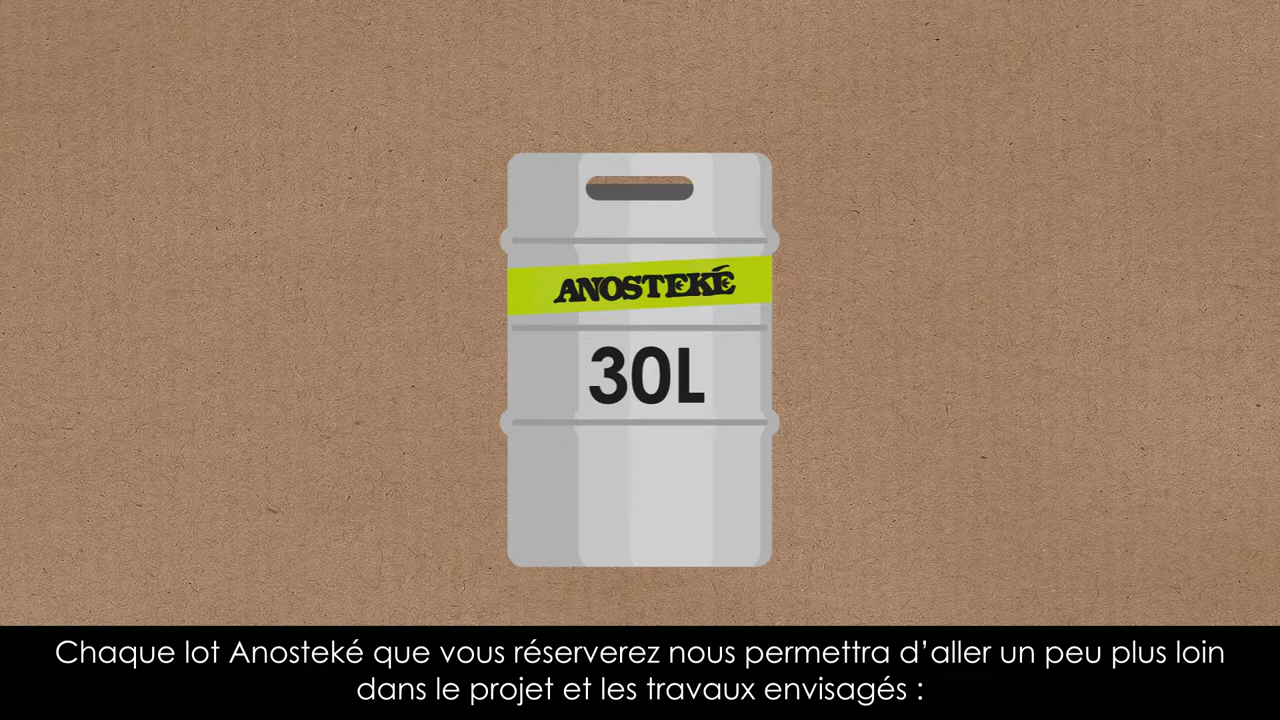 ANOSTEKÉ
30L
Chaque lot Anosteké que vous réserverez nous permettra d’aller un peu plus loin
dans le projet et les travaux envisagés :